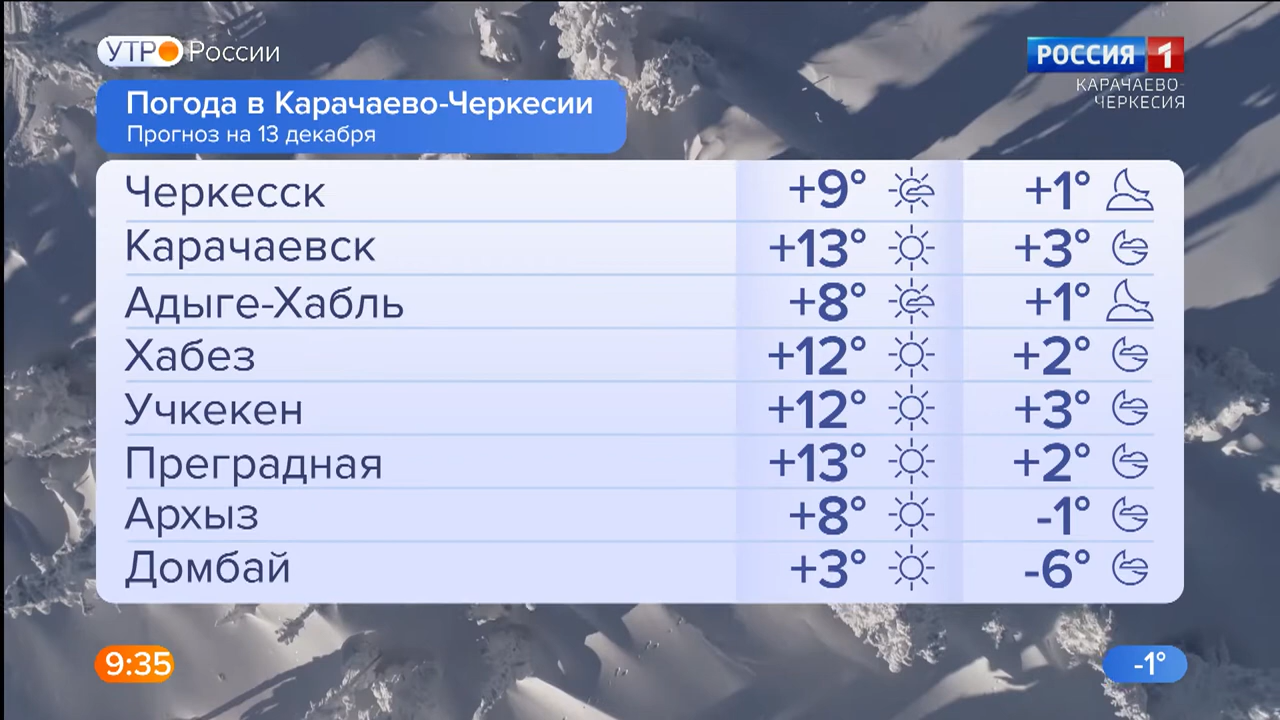 УТРО России
РОССИЯ 1
КАРАЧАЕВО-
ЧЕРКЕСИЯ
Погода в Карачаево-Черкесии
Прогноз на 13 декабря
Черкесск +9° +1°
Карачаевск +13° +3°
Адыге-Хабль +8° +1°
Хабез +12° +2°
Учкекен +12° +3°
Преградная +13° +2°
Архыз +8° -1°
Домбай +3° -6°
9:35 -1°